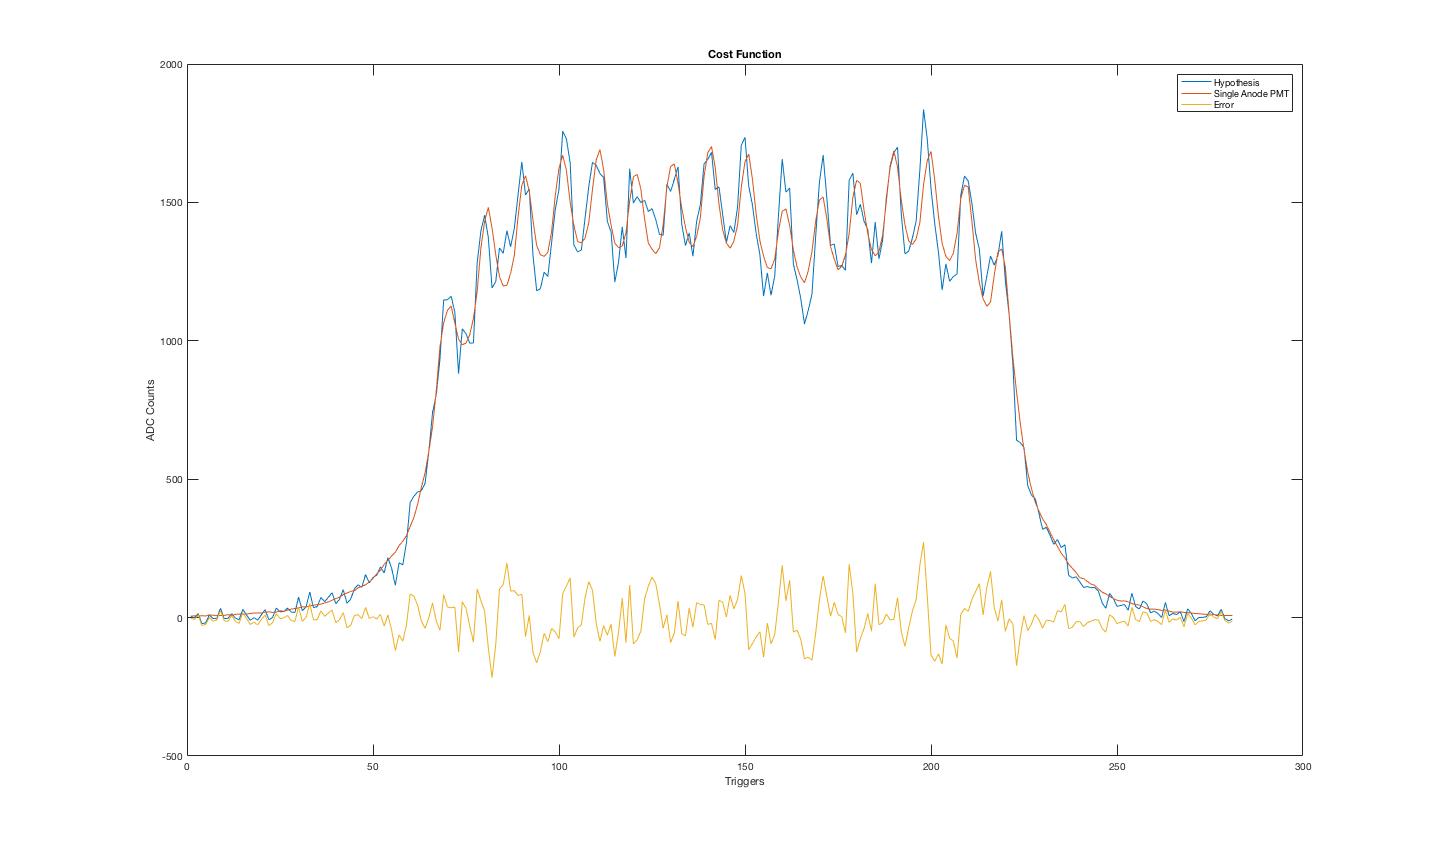 Cost Function
2000
Hypothesis
Single Anode PMT
Error
1500
1000
ADC Counts
500
0
-500
0 50 100 150 200 250 300
Triggers